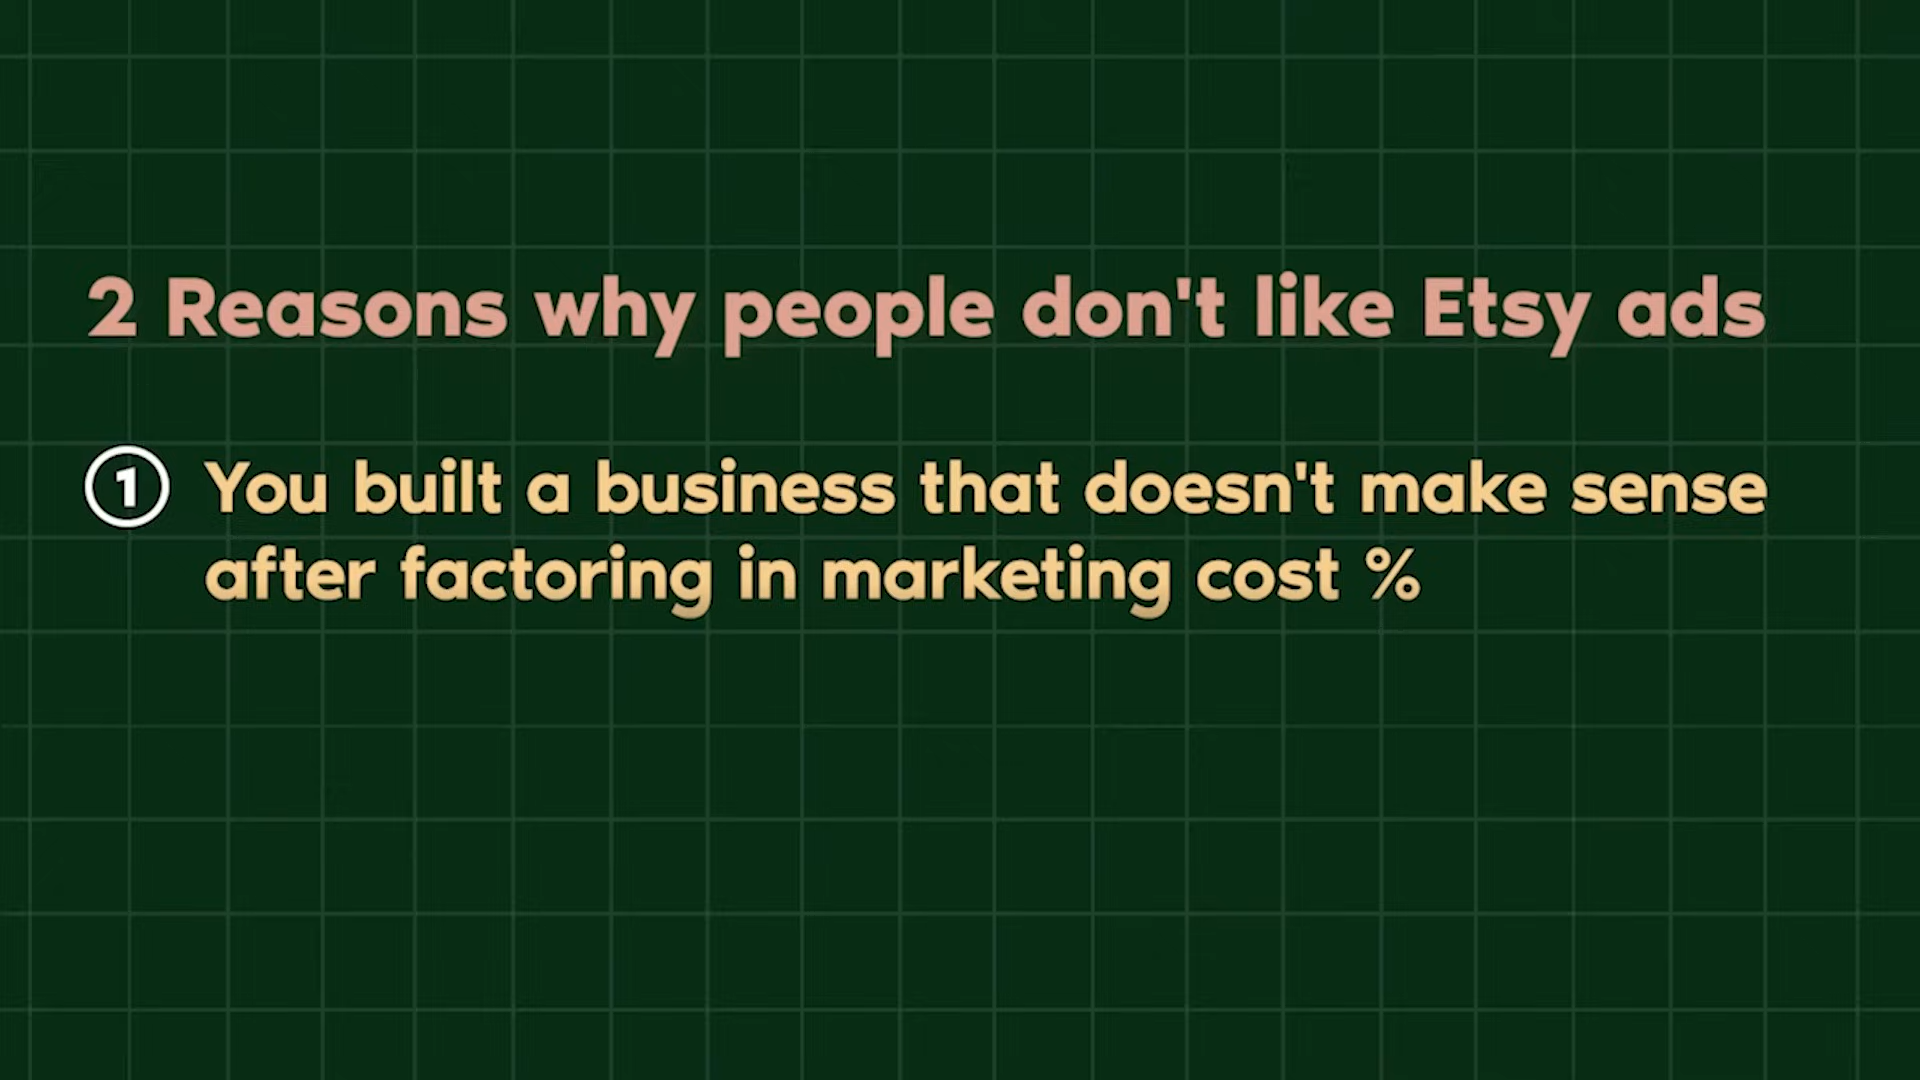 2 Reasons why people don't like Etsy ads
1 You built a business that doesn't make sense
after factoring in marketing cost %